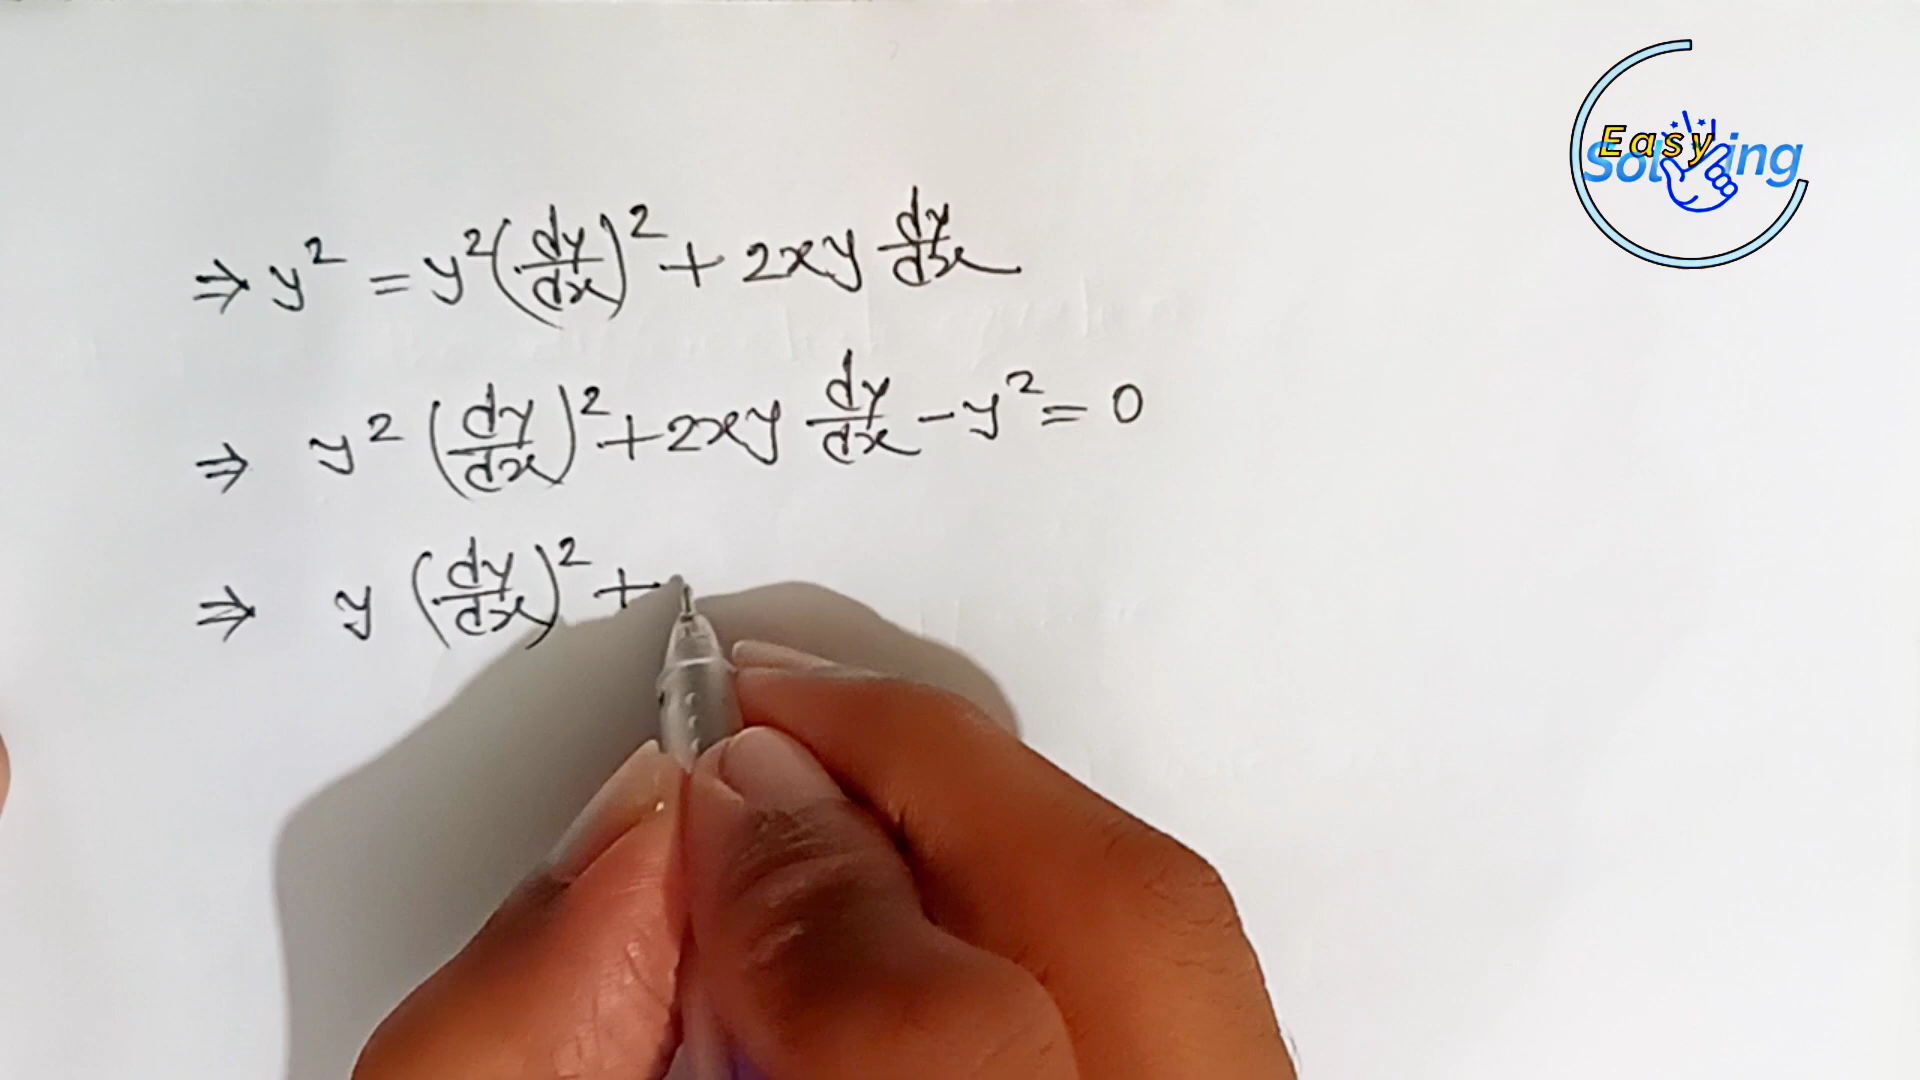 Easy
Solving
⇒ y² = y²(dy/dx)² + 2xy dy/dx
⇒ y² (dy/dx)² + 2xy dy/dx - y² = 0
⇒ y (dy/dx)² +